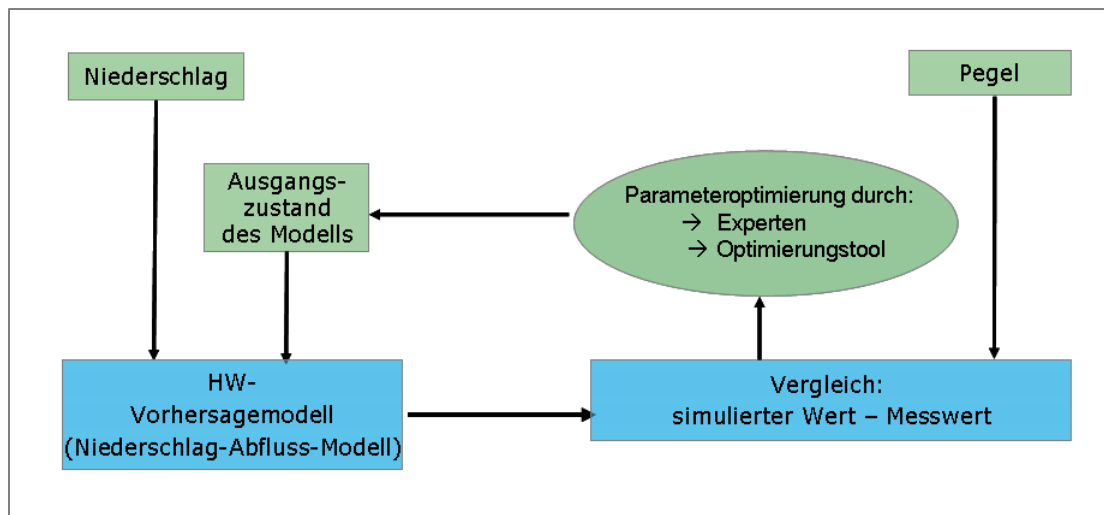 Niederschlag
Pegel
Ausgangs-
zustand
des Modells
Parameteroptimierung durch:
→ Experten
→ Optimierungstool
HW-
Vorhersagemodell
(Niederschlag-Abfluss-Modell)
Vergleich:
simulierter Wert – Messwert